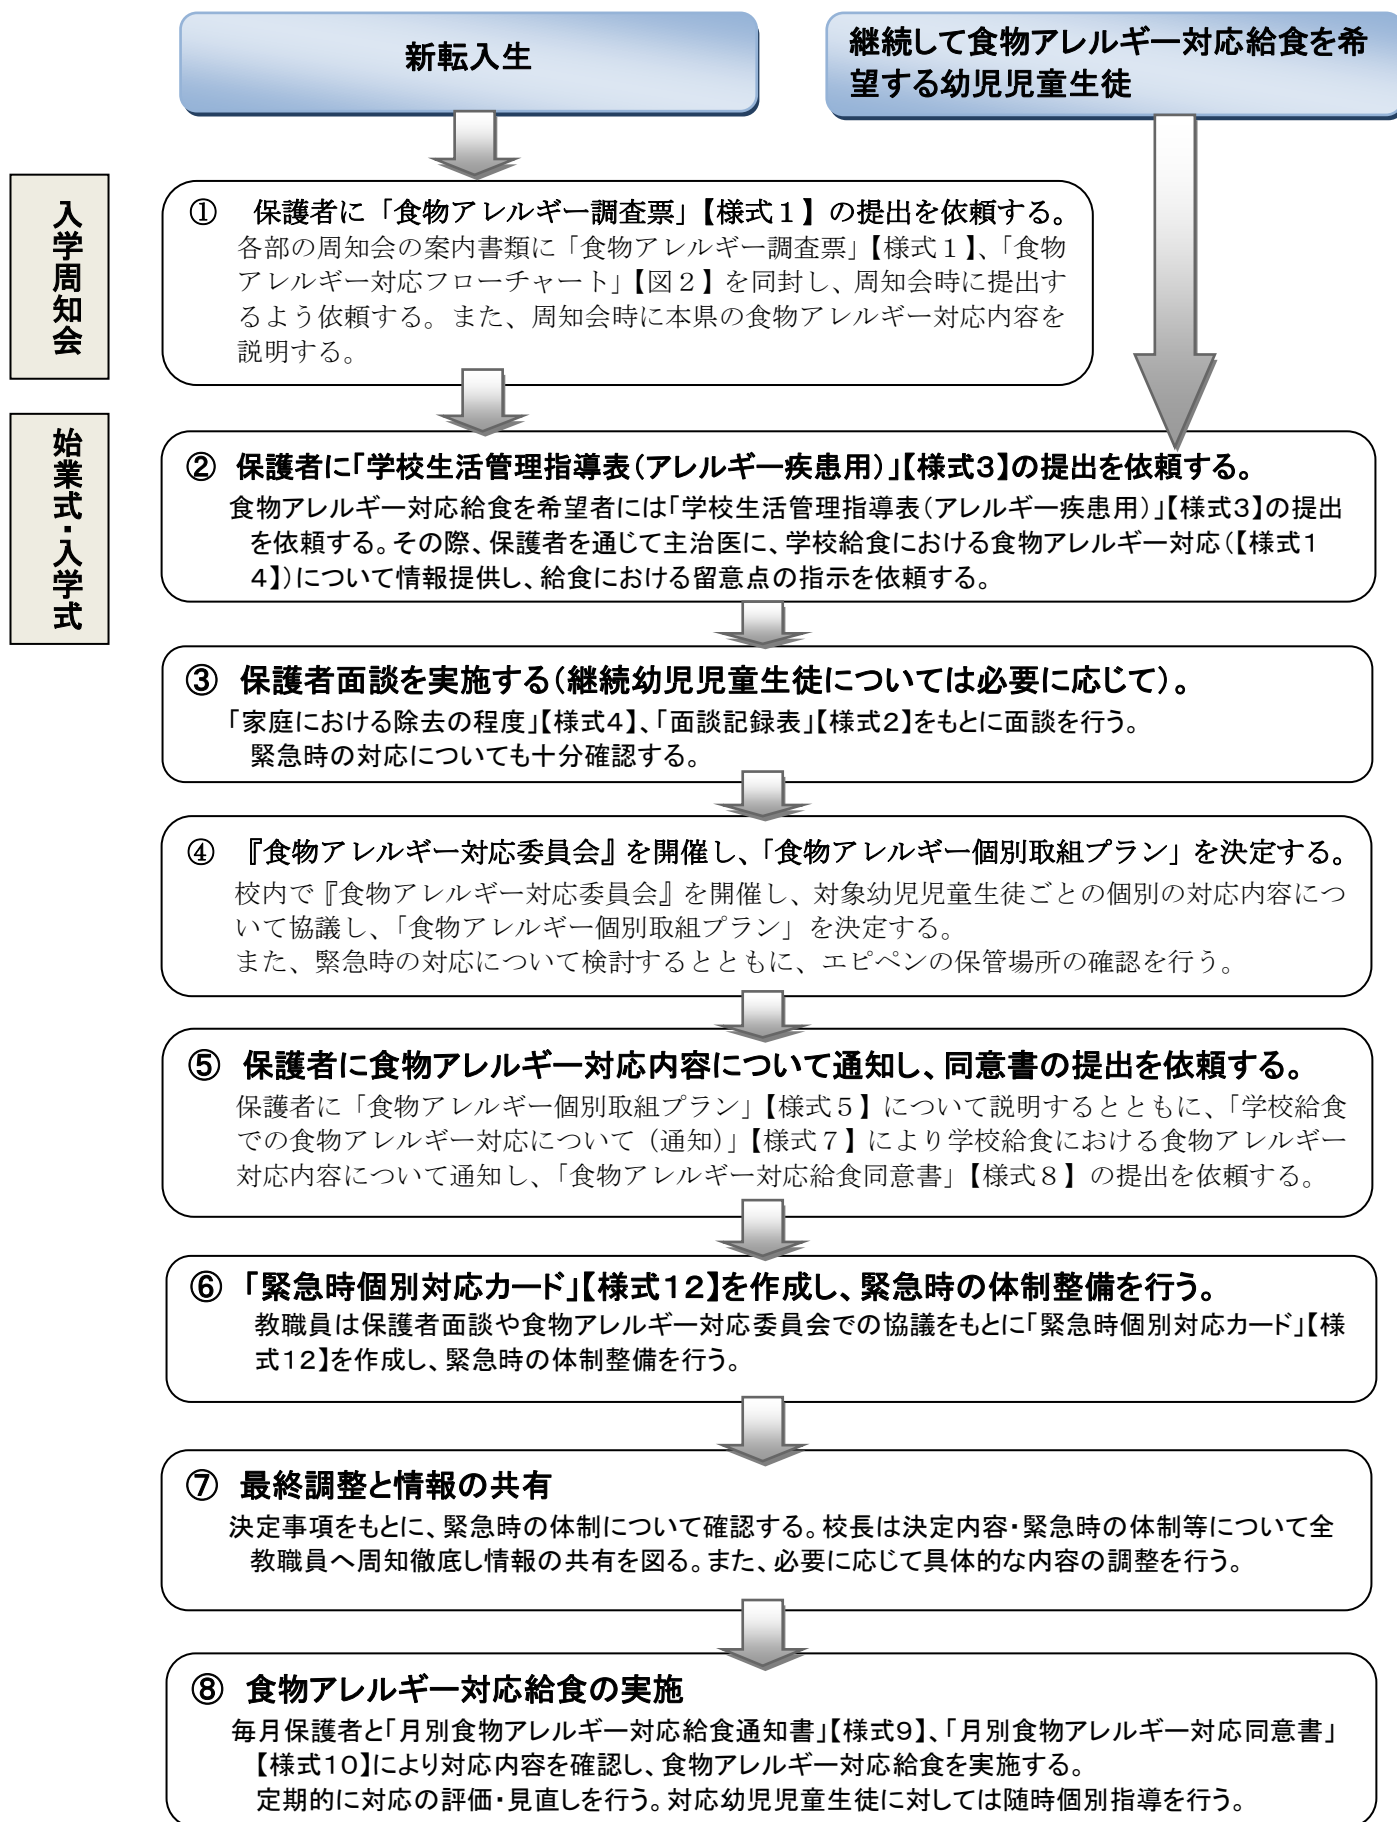 新転入生
継続して食物アレルギー対応給食を希
望する幼児児童生徒
入学周知会
① 保護者に「食物アレルギー調査票」【様式１】の提出を依頼する。
各部の周知会の案内書類に「食物アレルギー調査票」【様式１】、「食物
アレルギー対応フローチャート」【図２】を同封し、周知会時に提出す
るよう依頼する。また、周知会時に本県の食物アレルギー対応内容を
説明する。
始業式・入学式
② 保護者に「学校生活管理指導表（アレルギー疾患用）」【様式３】の提出を依頼する。
食物アレルギー対応給食を希望者には「学校生活管理指導表（アレルギー疾患用）」【様式３】の提出
を依頼する。その際、保護者を通じて主治医に、学校給食における食物アレルギー対応（【様式１
４】）について情報提供し、給食における留意点の指示を依頼する。
③ 保護者面談を実施する（継続幼児児童生徒については必要に応じて）。
「家庭における除去の程度」【様式４】、「面談記録表」【様式２】をもとに面談を行う。
緊急時の対応についても十分確認する。
④ 『食物アレルギー対応委員会』を開催し、「食物アレルギー個別取組プラン」を決定する。
校内で『食物アレルギー対応委員会』を開催し、対象幼児児童生徒ごとの個別の対応内容につ
いて協議し、「食物アレルギー個別取組プラン」を決定する。
また、緊急時の対応について検討するとともに、エピペンの保管場所の確認を行う。
⑤ 保護者に食物アレルギー対応内容について通知し、同意書の提出を依頼する。
保護者に「食物アレルギー個別取組プラン」【様式５】について説明するとともに、「学校給食
での食物アレルギー対応について（通知）」【様式７】により学校給食における食物アレルギー
対応内容について通知し、「食物アレルギー対応給食同意書」【様式８】の提出を依頼する。
⑥ 「緊急時個別対応カード」【様式１２】を作成し、緊急時の体制整備を行う。
教職員は保護者面談や食物アレルギー対応委員会での協議をもとに「緊急時個別対応カード」【様
式１２】を作成し、緊急時の体制整備を行う。
⑦ 最終調整と情報の共有
決定事項をもとに、緊急時の体制について確認する。校長は決定内容・緊急時の体制等について全
教職員へ周知徹底し情報の共有を図る。また、必要に応じて具体的な内容の調整を行う。
⑧ 食物アレルギー対応給食の実施
毎月保護者と「月別食物アレルギー対応給食通知書」【様式９】、「月別食物アレルギー対応同意書」
【様式１０】により対応内容を確認し、食物アレルギー対応給食を実施する。
定期的に対応の評価・見直しを行う。対応幼児児童生徒に対しては随時個別指導を行う。